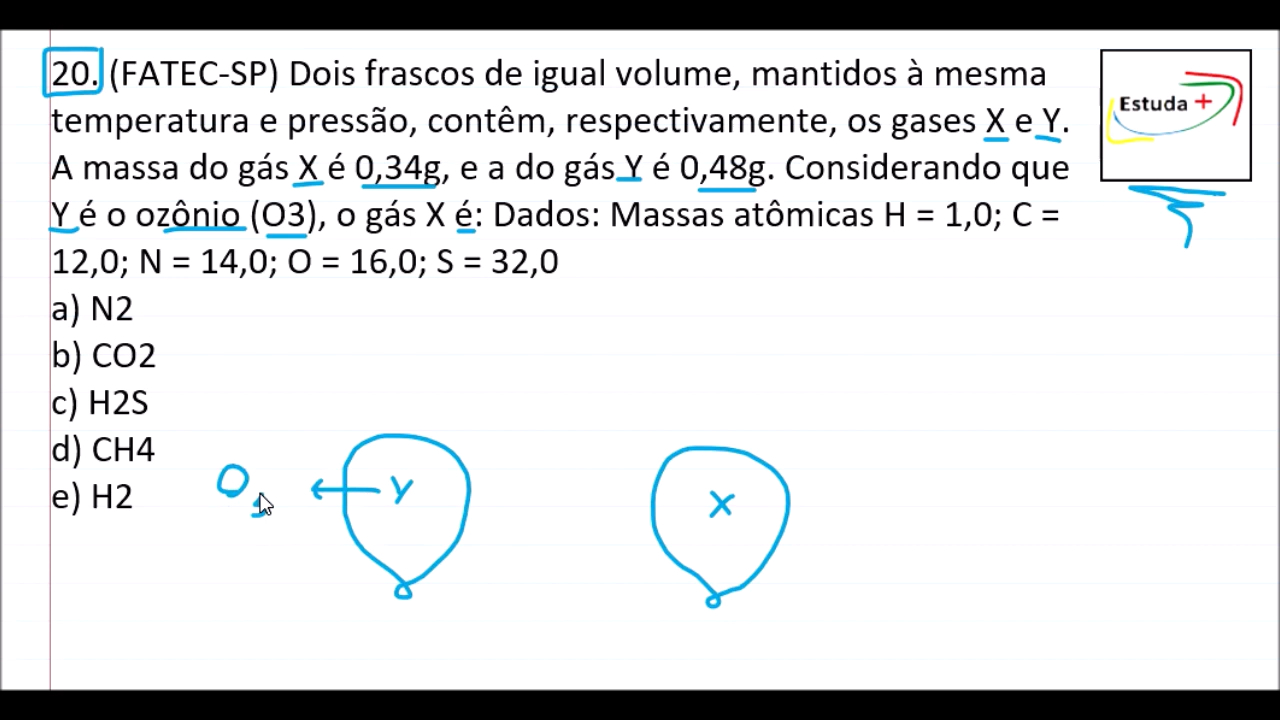 20. (FATEC-SP) Dois frascos de igual volume, mantidos à mesma
temperatura e pressão, contêm, respectivamente, os gases X e Y.
A massa do gás X é 0,34g, e a do gás Y é 0,48g. Considerando que
Y é o ozônio (O3), o gás X é: Dados: Massas atômicas H = 1,0; C =
12,0; N = 14,0; O = 16,0; S = 32,0
a) N2
b) CO2
c) H2S
d) CH4
e) H2
Estuda +
O
Y
X